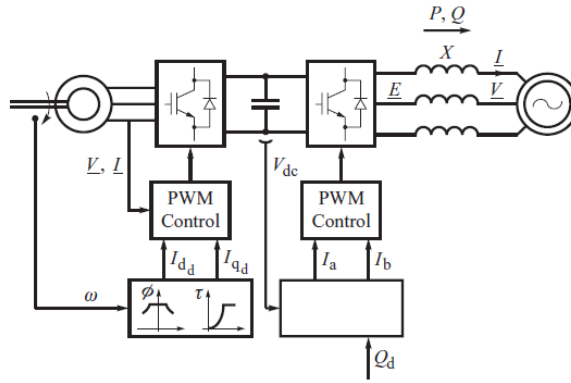 P, Q
X
I
E
V
V, I
V_dc
PWM
Control
PWM
Control
I_dd
I_qd
I_a
I_b
ω
ϕ
τ
Q_d